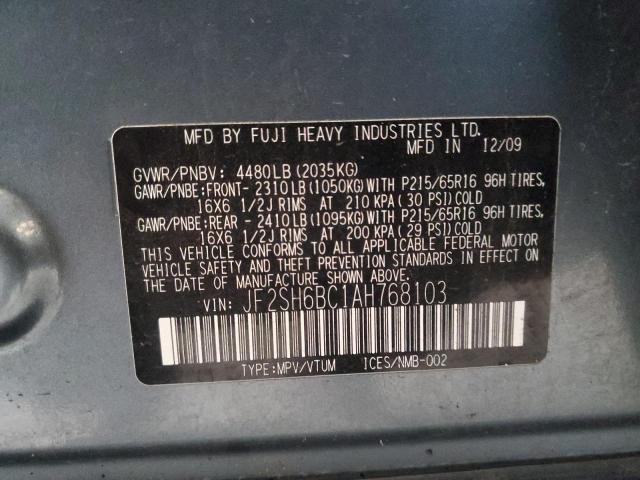 MFD BY FUJI HEAVY INDUSTRIES LTD.
MFD IN 12/09
GVWR/PNBV: 4480LB(2035KG)
GAWR/PNBE:FRONT- 2310LB(1050KG)WITH P215/65R16 96H TIRES,
16X6 1/2J RIMS AT 210 KPA (30 PSI)COLD
GAWR/PNBE:REAR - 2410LB(1095KG)WITH P215/65R16 96H TIRES,
16X6 1/2J RIMS AT 200 KPA (29 PSI)COLD
THIS VEHICLE CONFORMS TO ALL APPLICABLE FEDERAL MOTOR
VEHICLE SAFETY AND THEFT PREVENTION STANDARDS IN EFFECT ON
THE DATE OF MANUFACTURE SHOWN ABOVE.
VIN: JF2SH6BC1AH768103
TYPE:MPV/VTUM ICES/NMB-002